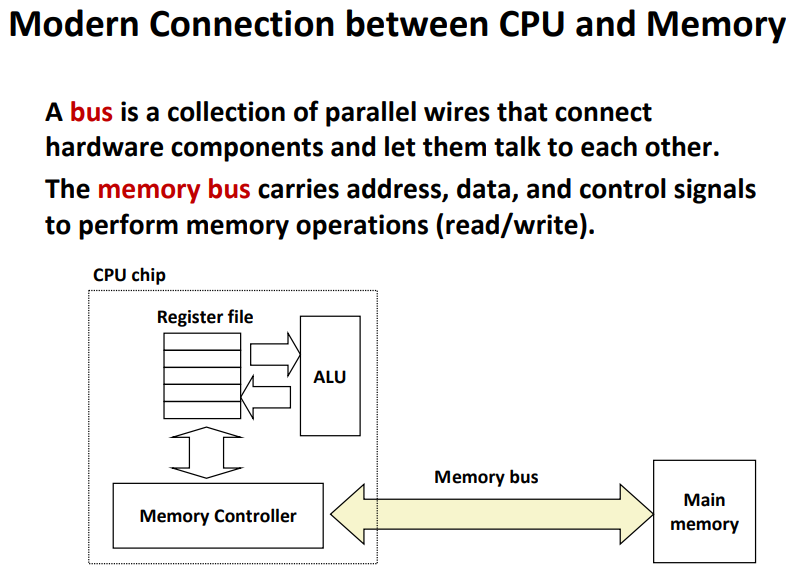 Modern Connection between CPU and Memory
A bus is a collection of parallel wires that connect
hardware components and let them talk to each other.
The memory bus carries address, data, and control signals
to perform memory operations (read/write).
CPU chip
Register file
ALU
Memory bus
Memory Controller
Main
memory